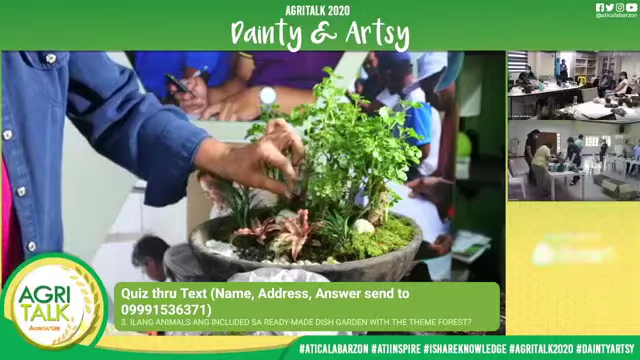 AGRITALK 2020
Dainty & Artsy
@aticalabarzon
Quiz thru Text (Name, Address, Answer send to
09991536371)
3. ILANG ANIMALS ANG INCLUDED SA READY-MADE DISH GARDEN WITH THE THEME FOREST?
AGRI
TALK
AGRICULTURE
#ATICALABARZON #ATIINSPIRE #ISHAREKNOWLEDGE #AGRITALK2020 #DAINTYARTSY